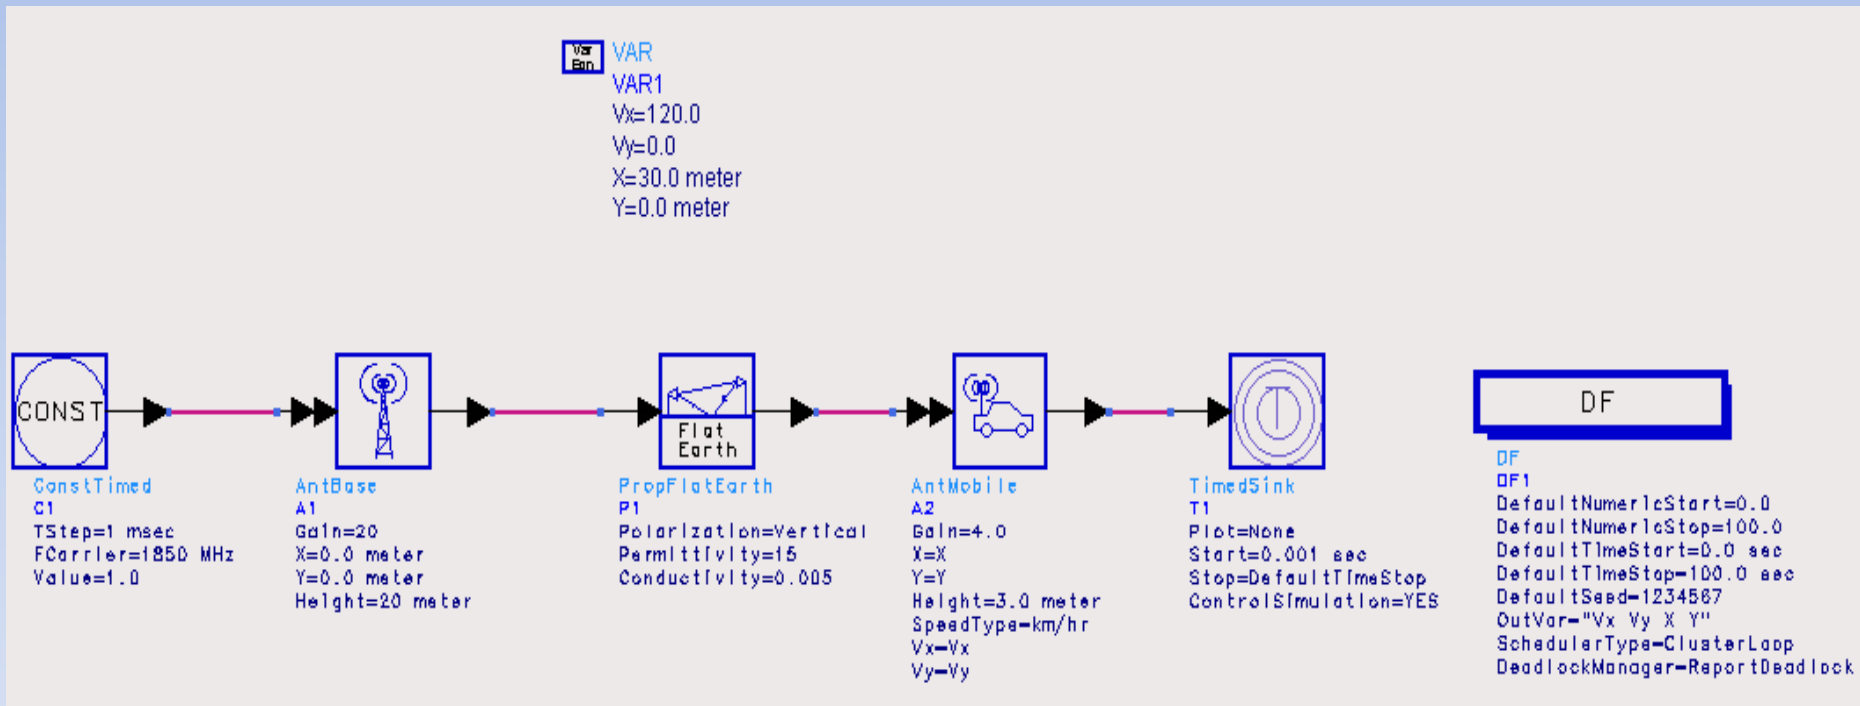 Var
Eqn
VAR
VAR1
Vx=120.0
Vy=0.0
X=30.0 meter
Y=0.0 meter
CONST
ConstTimed
C1
TStep=1 msec
FCarrier=1850 MHz
Value=1.0
AntBase
A1
Gain=20
X=0.0 meter
Y=0.0 meter
Height=20 meter
Flat
Earth
PropFlatEarth
P1
Polarization=Vertical
Permittivity=15
Conductivity=0.005
AntMobile
A2
Gain=4.0
X=X
Y=Y
Height=3.0 meter
SpeedType=km/hr
Vx=Vx
Vy=Vy
T
TimedSink
T1
Plot=None
Start=0.001 sec
Stop=DefaultTimeStop
ControlSimulation=YES
DF
DF
DF1
DefaultNumericStart=0.0
DefaultNumericStop=100.0
DefaultTimeStart=0.0 sec
DefaultTimeStop=100.0 sec
DefaultSeed=1234567
OutVar="Vx Vy X Y"
SchedulerType=ClusterLoop
DeadlockManager=ReportDeadlock